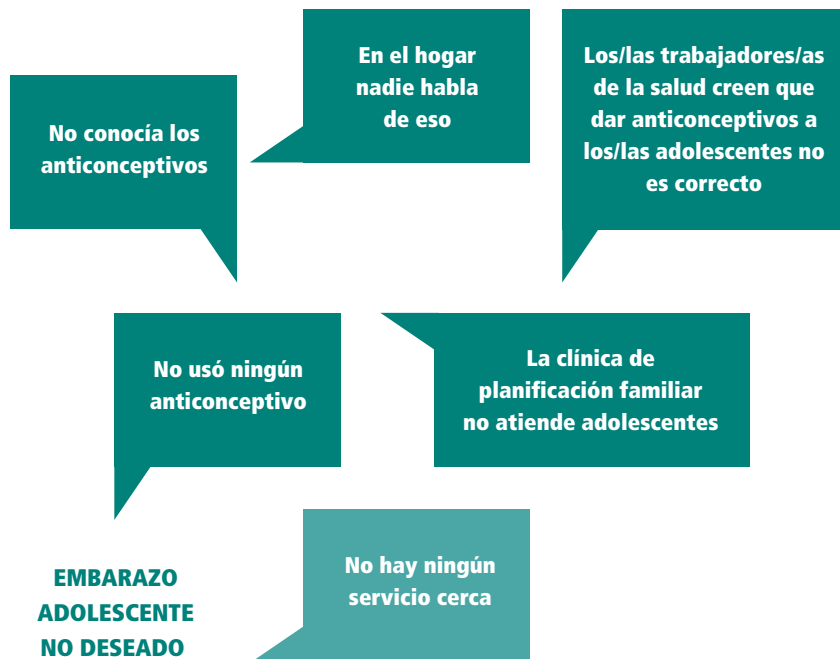 En el hogar
nadie habla
de eso
Los/las trabajadores/as
de la salud creen que
dar anticonceptivos a
los/las adolescentes no
es correcto
No conocía los
anticonceptivos
No usó ningún
anticonceptivo
La clínica de
planificación familiar
no atiende adolescentes
No hay ningún
servicio cerca
EMBARAZO
ADOLESCENTE
NO DESEADO